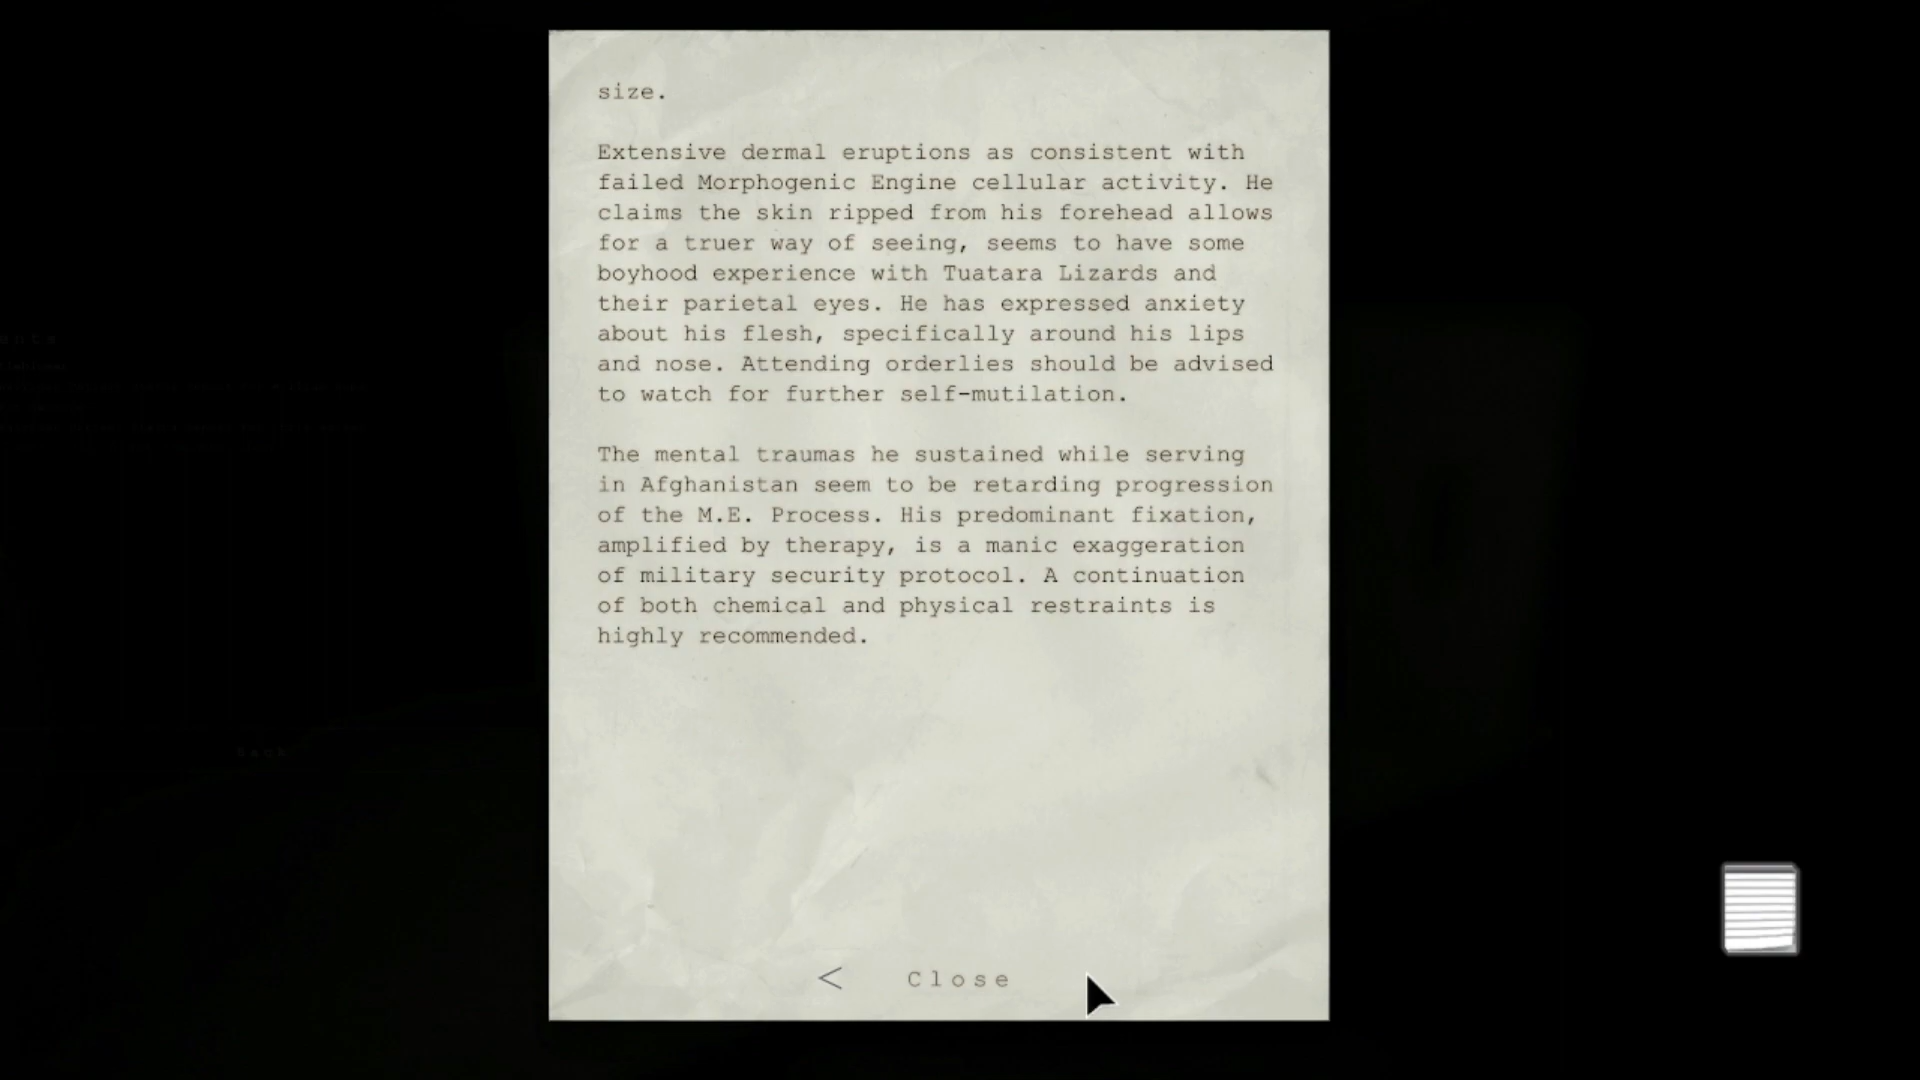 size.
Extensive dermal eruptions as consistent with
failed Morphogenic Engine cellular activity. He
claims the skin ripped from his forehead allows
for a truer way of seeing, seems to have some
boyhood experience with Tuatara Lizards and
their parietal eyes. He has expressed anxiety
about his flesh, specifically around his lips
and nose. Attending orderlies should be advised
to watch for further self-mutilation.
The mental traumas he sustained while serving
in Afghanistan seem to be retarding progression
of the M.E. Process. His predominant fixation,
amplified by therapy, is a manic exaggeration
of military security protocol. A continuation
of both chemical and physical restraints is
highly recommended.
< Close